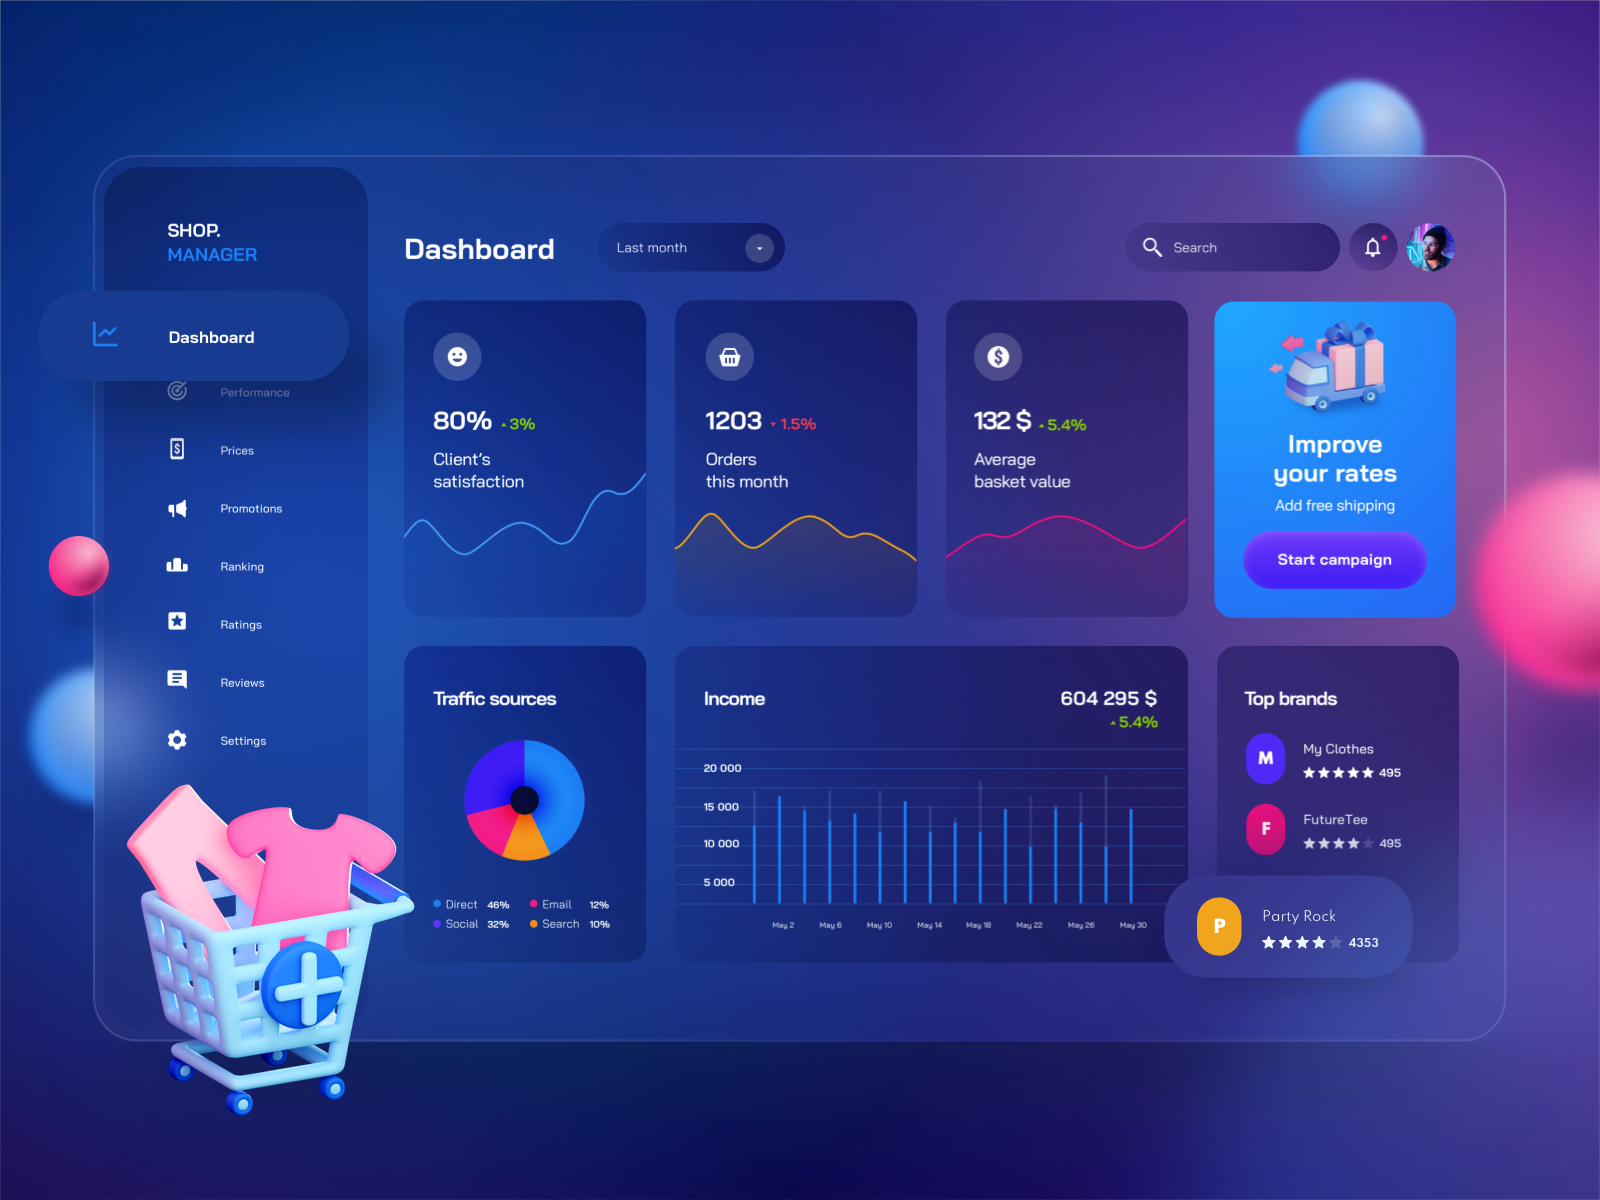 SHOP.
MANAGER
Dashboard
Performance
Prices
Promotions
Ranking
Ratings
Reviews
Settings
Dashboard
Last month
Search
80% 3%
Client's
satisfaction
1203 1.5%
Orders
this month
132 $ 5.4%
Average
basket value
Improve
your rates
Add free shipping
Start campaign
Traffic sources
Direct 46% Email 12%
Social 32% Search 10%
Income
604 295 $
5.4%
20 000
15 000
10 000
5 000
May 2 May 6 May 10 May 14 May 18 May 22 May 26 May 30
Top brands
M
My Clothes
495
F
FutureTee
495
P
Party Rock
4353